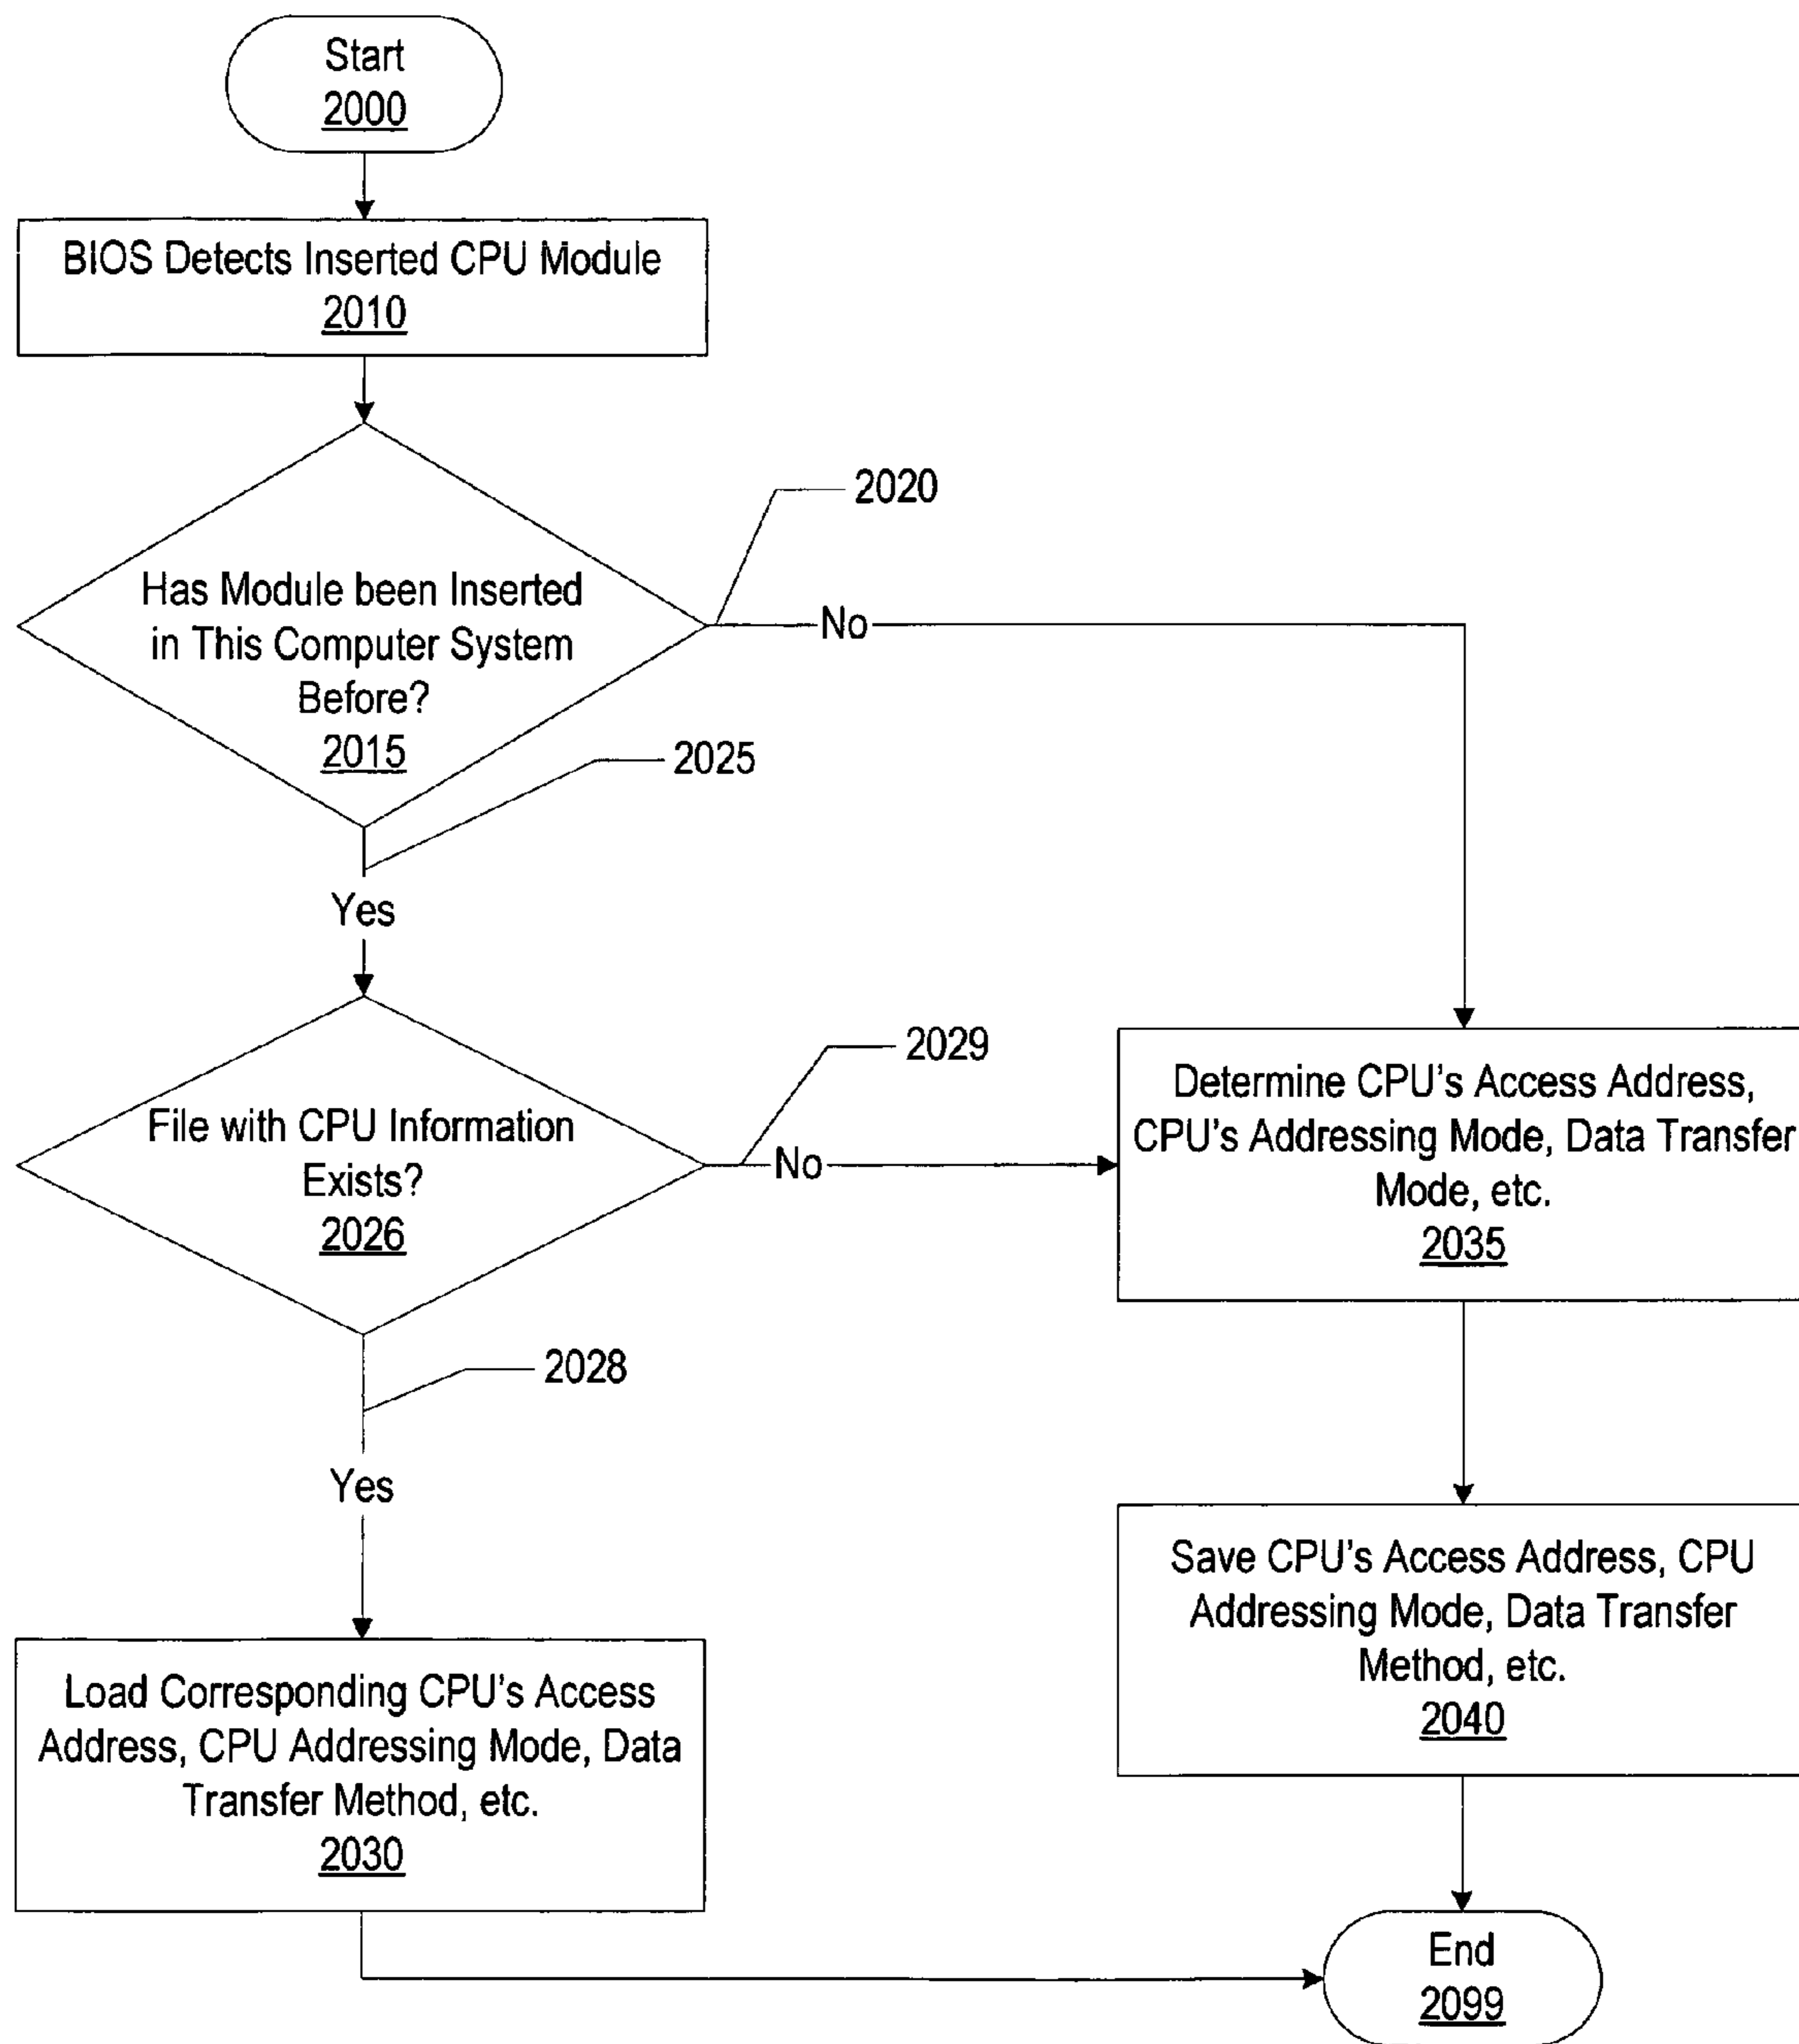 Start
2000
BIOS Detects Inserted CPU Module
2010
2020
Has Module been Inserted
in This Computer System
Before?
2015
No
2025
Yes
2029
File with CPU Information
Exists?
2026
No
Determine CPU's Access Address,
CPU's Addressing Mode, Data Transfer
Mode, etc.
2035
2028
Yes
Save CPU's Access Address, CPU
Addressing Mode, Data Transfer
Method, etc.
2040
Load Corresponding CPU's Access
Address, CPU Addressing Mode, Data
Transfer Method, etc.
2030
End
2099